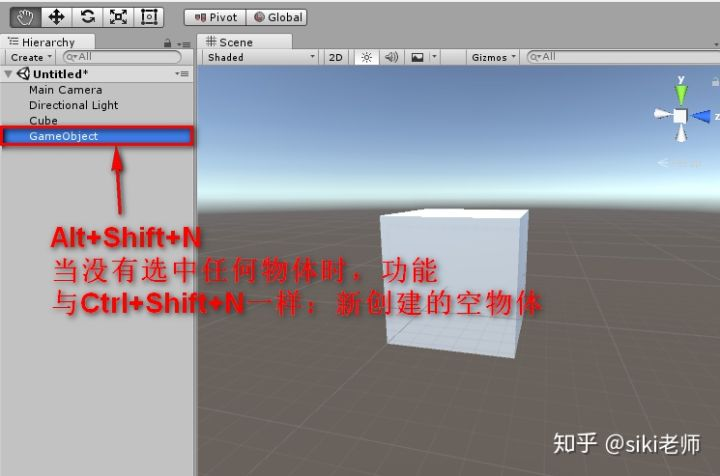 Pivot Global
Hierarchy
Scene
Create All
Shaded 2D Gizmos All
Untitled*
Main Camera
Directional Light
Cube
GameObject
y
z
Persp
Alt+Shift+N
当没有选中任何物体时，功能
与Ctrl+Shift+N一样；新创建的空物体
知乎 @siki老师